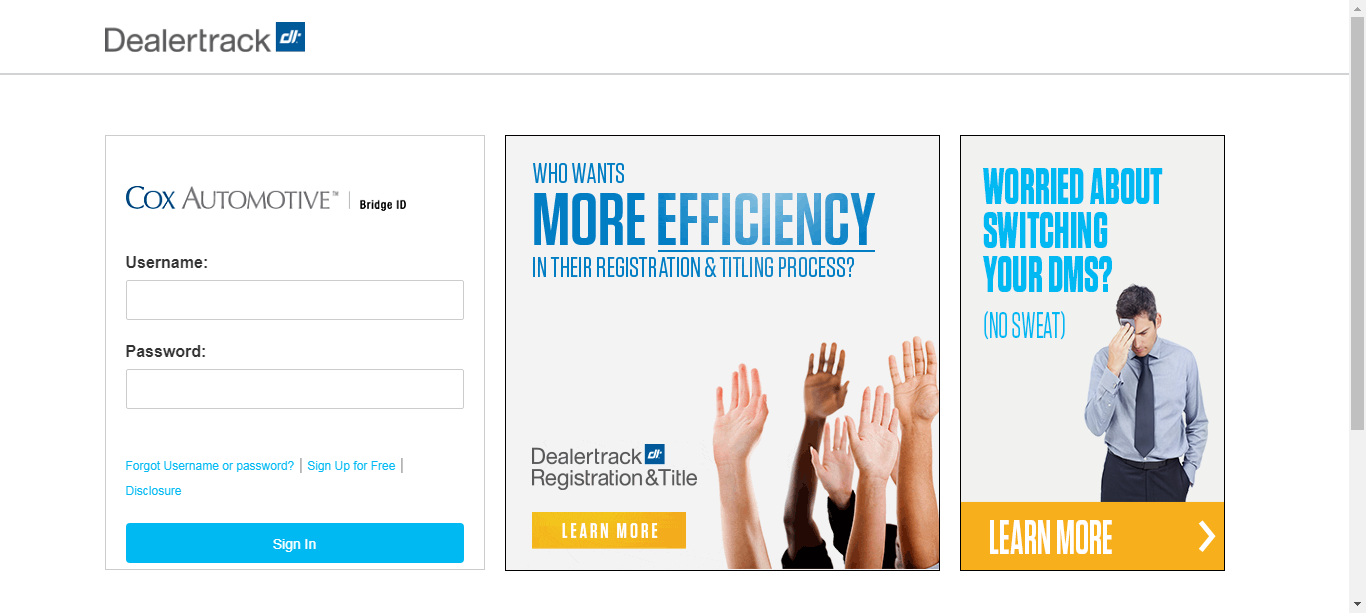 Dealertrack dt
COX AUTOMOTIVE™ | Bridge ID
Username:
Password:
Forgot Username or password? | Sign Up for Free |
Disclosure
Sign In
WHO WANTS
MORE EFFICIENCY
IN THEIR REGISTRATION & TITLING PROCESS?
Dealertrack dt
Registration & Title
LEARN MORE
WORRIED ABOUT
SWITCHING
YOUR DMS?
(NO SWEAT)
LEARN MORE